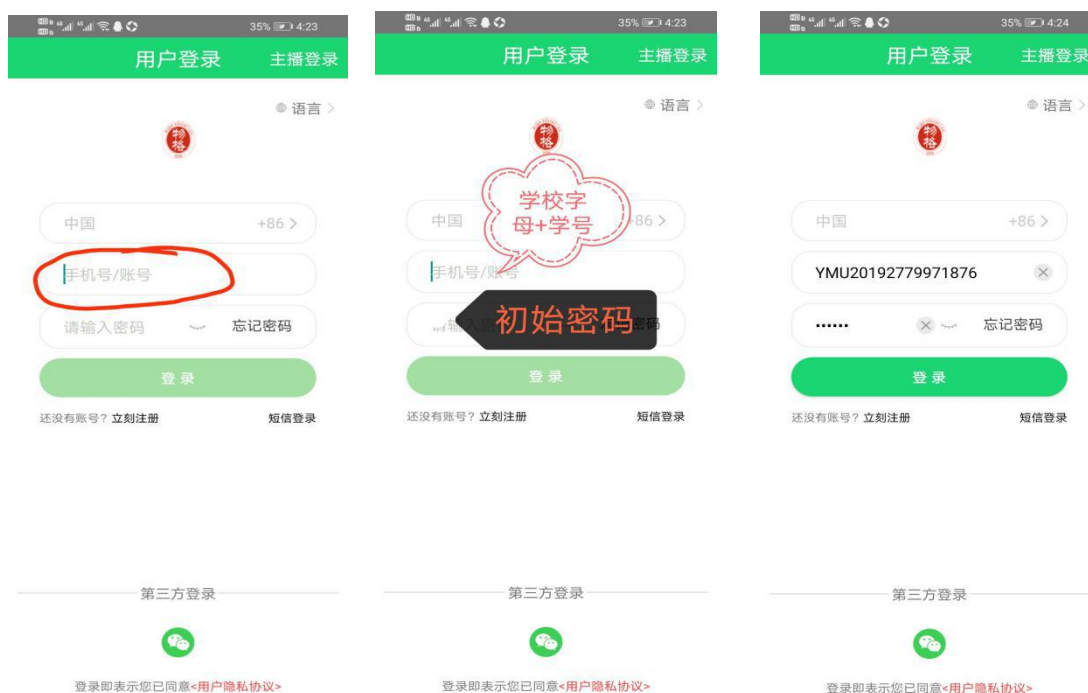 35% 4:23
用户登录 主播登录
语言 >
物格
中国 +86 >
手机号/账号
请输入密码 忘记密码
登 录
还没有账号？立刻注册 短信登录
第三方登录
登录即表示您已同意<用户隐私协议>
35% 4:23
用户登录 主播登录
语言 >
物格
学校字
母+学号
中国 +86 >
手机号/账号
初始密码
登 录
还没有账号？立刻注册 短信登录
第三方登录
登录即表示您已同意<用户隐私协议>
35% 4:24
用户登录 主播登录
语言 >
物格
中国 +86 >
YMU20192779971876
•••••• 忘记密码
登 录
还没有账号？立刻注册 短信登录
第三方登录
登录即表示您已同意<用户隐私协议>